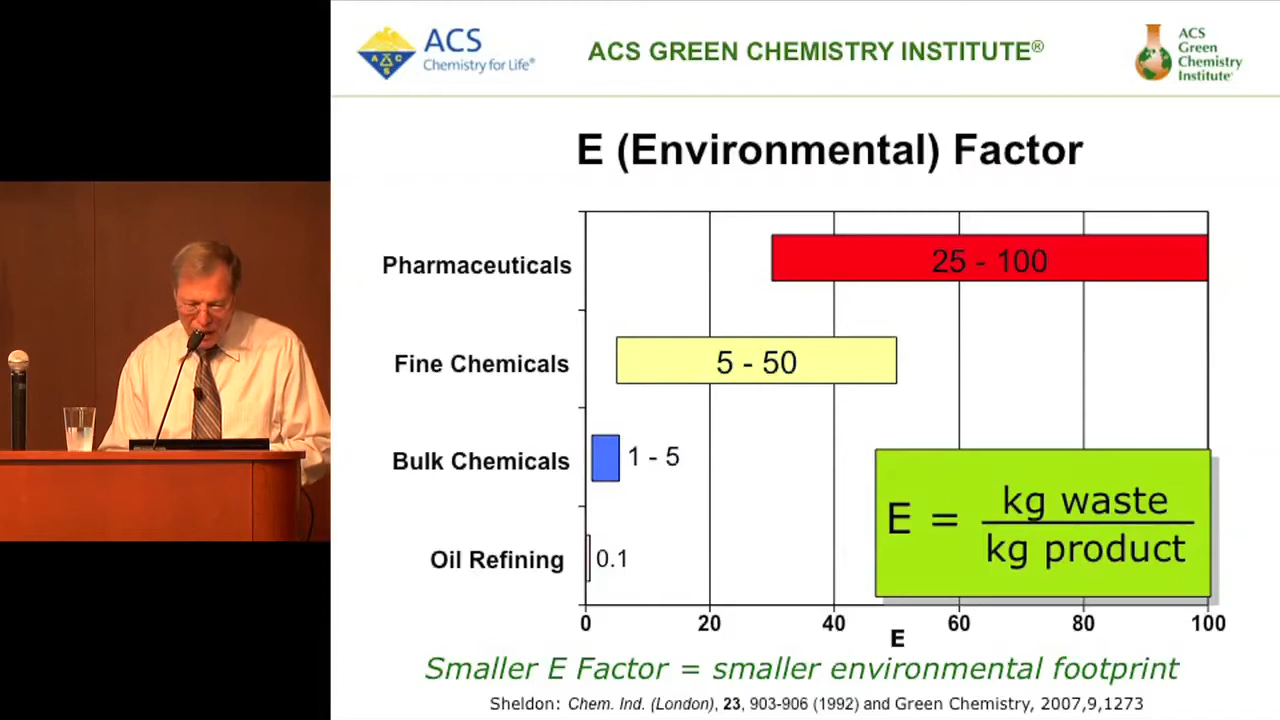 ACS
Chemistry for Life®
ACS GREEN CHEMISTRY INSTITUTE®
ACS
Green
Chemistry
Institute®
E (Environmental) Factor
Pharmaceuticals
25 - 100
Fine Chemicals
5 - 50
Bulk Chemicals
1 - 5
Oil Refining
0.1
E = kg waste
kg product
0 20 40 60 80 100
E
Smaller E Factor = smaller environmental footprint
Sheldon: Chem. Ind. (London), 23, 903-906 (1992) and Green Chemistry, 2007,9,1273